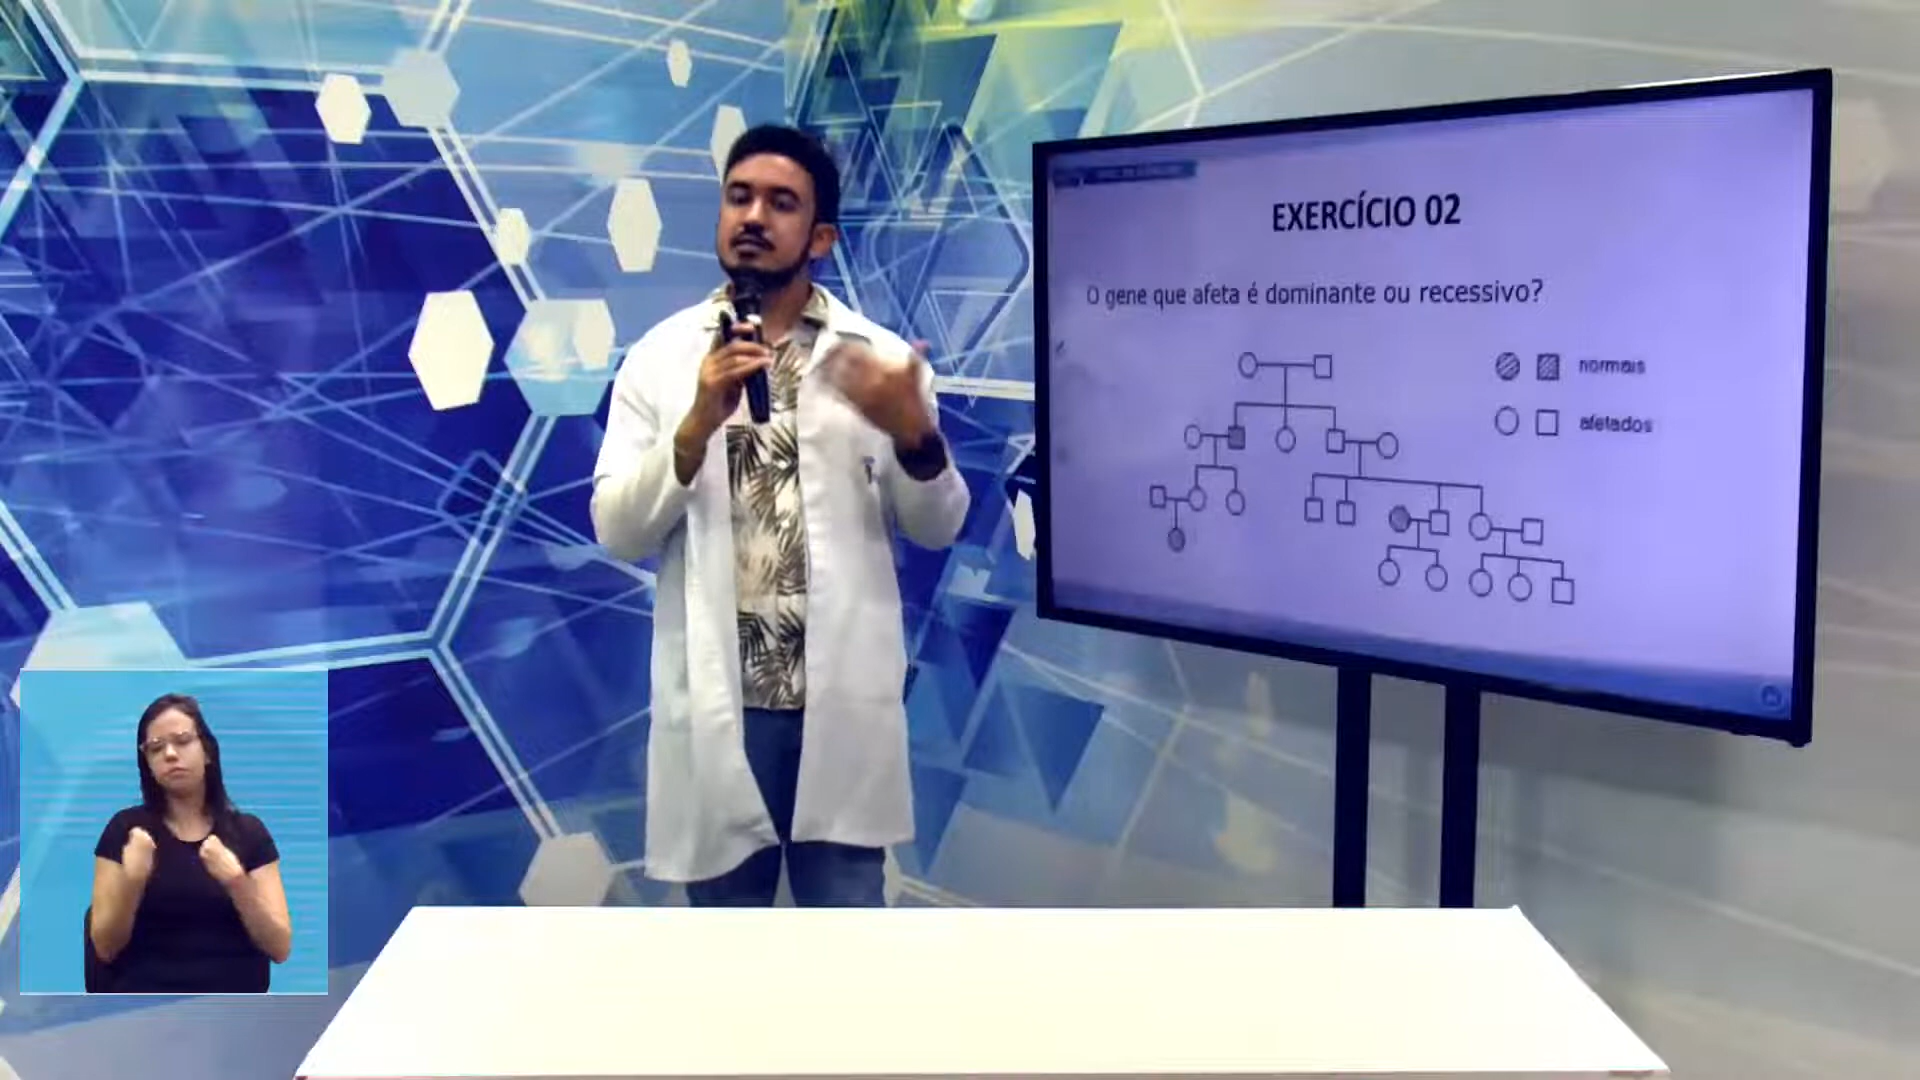 EXERCÍCIO 02
O gene que afeta é dominante ou recessivo?
normais
afetados